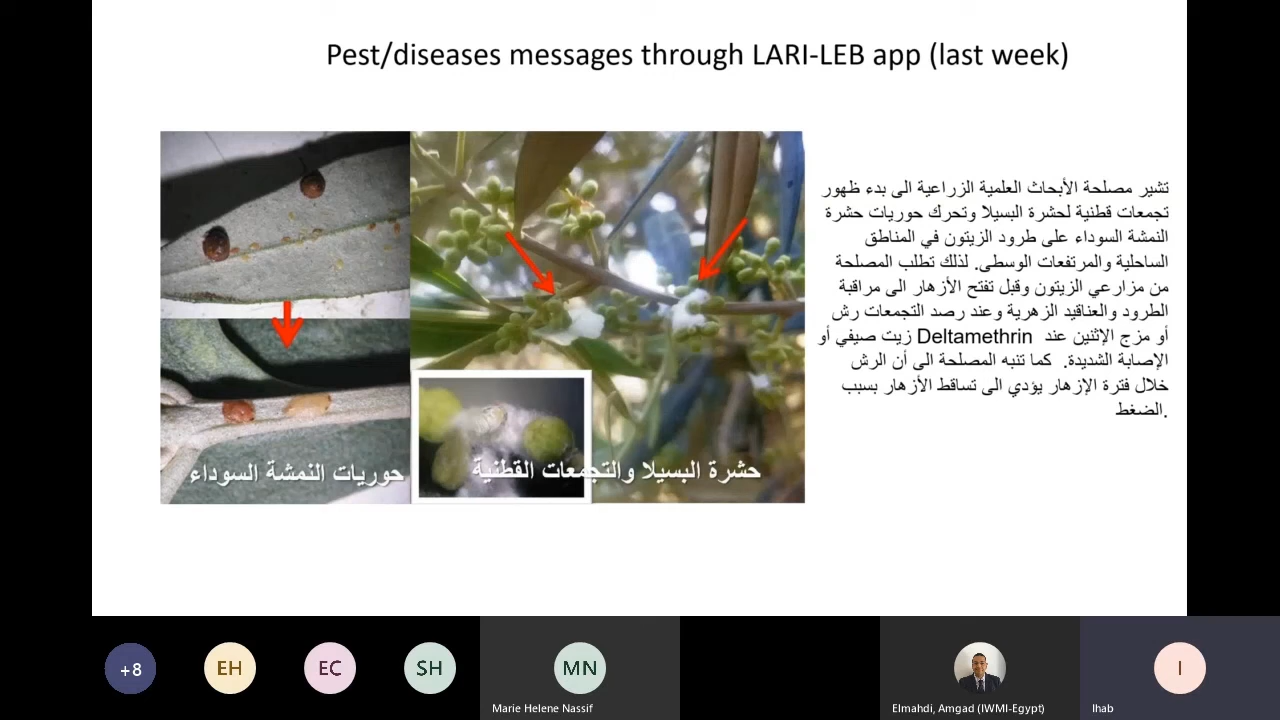 Pest/diseases messages through LARI-LEB app (last week)
تشير مصلحة الأبحاث العلمية الزراعية الى بدء ظهور
تجمعات قطنية لحشرة البسيلا وتحرك حوريات حشرة
النمشة السوداء على طرود الزيتون في المناطق
الساحلية والمرتفعات الوسطى. لذلك تطلب المصلحة
من مزارعي الزيتون وقبل تفتح الأزهار الى مراقبة
الطرود والعناقيد الزهرية وعند رصد التجمعات رش
زيت صيفي أو Deltamethrin أو مزج الإثنين عند
الإصابة الشديدة. كما تنبه المصلحة الى أن الرش
خلال فترة الإزهار يؤدي الى تساقط الأزهار بسبب
الضغط.
حوريات النمشة السوداء
حشرة البسيلا والتجمعات القطنية
+8
EH
EC
SH
MN
Marie Helene Nassif
Elmahdi, Amgad (IWMI-Egypt)
I
Ihab